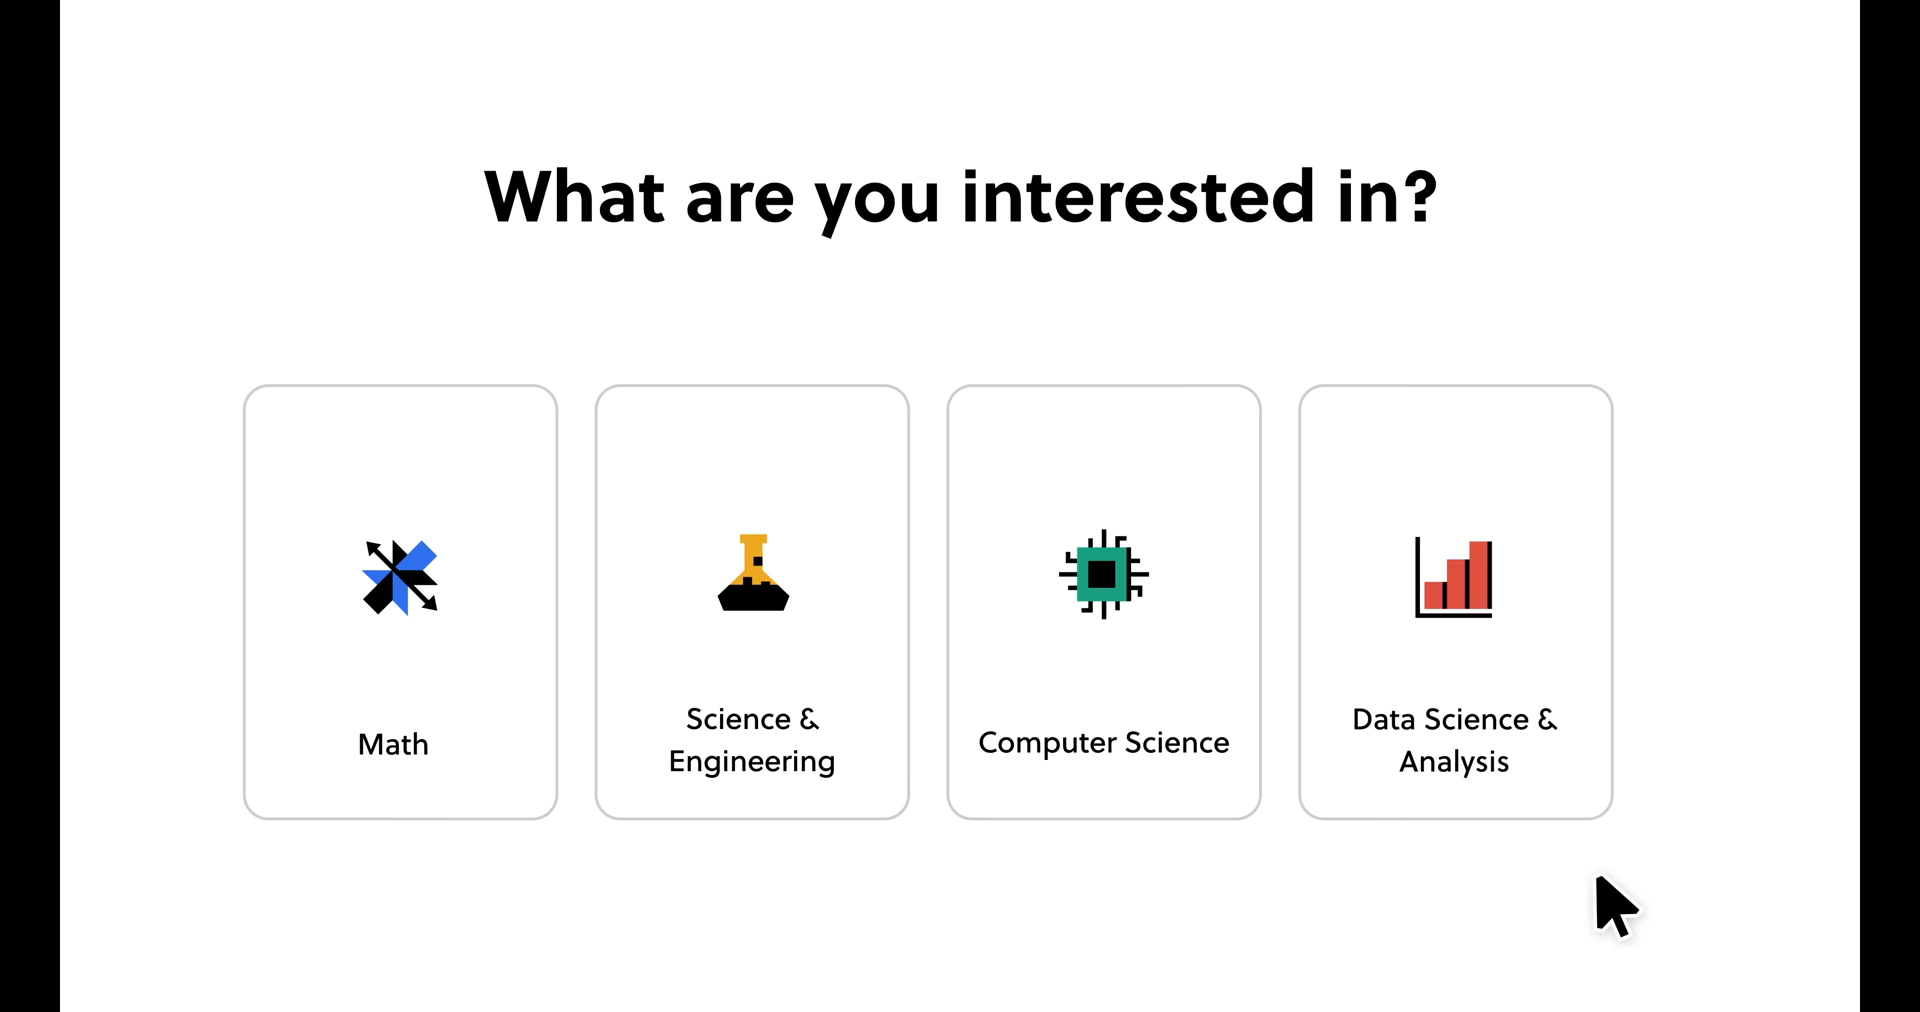 What are you interested in?
Math
Science &
Engineering
Computer Science
Data Science &
Analysis